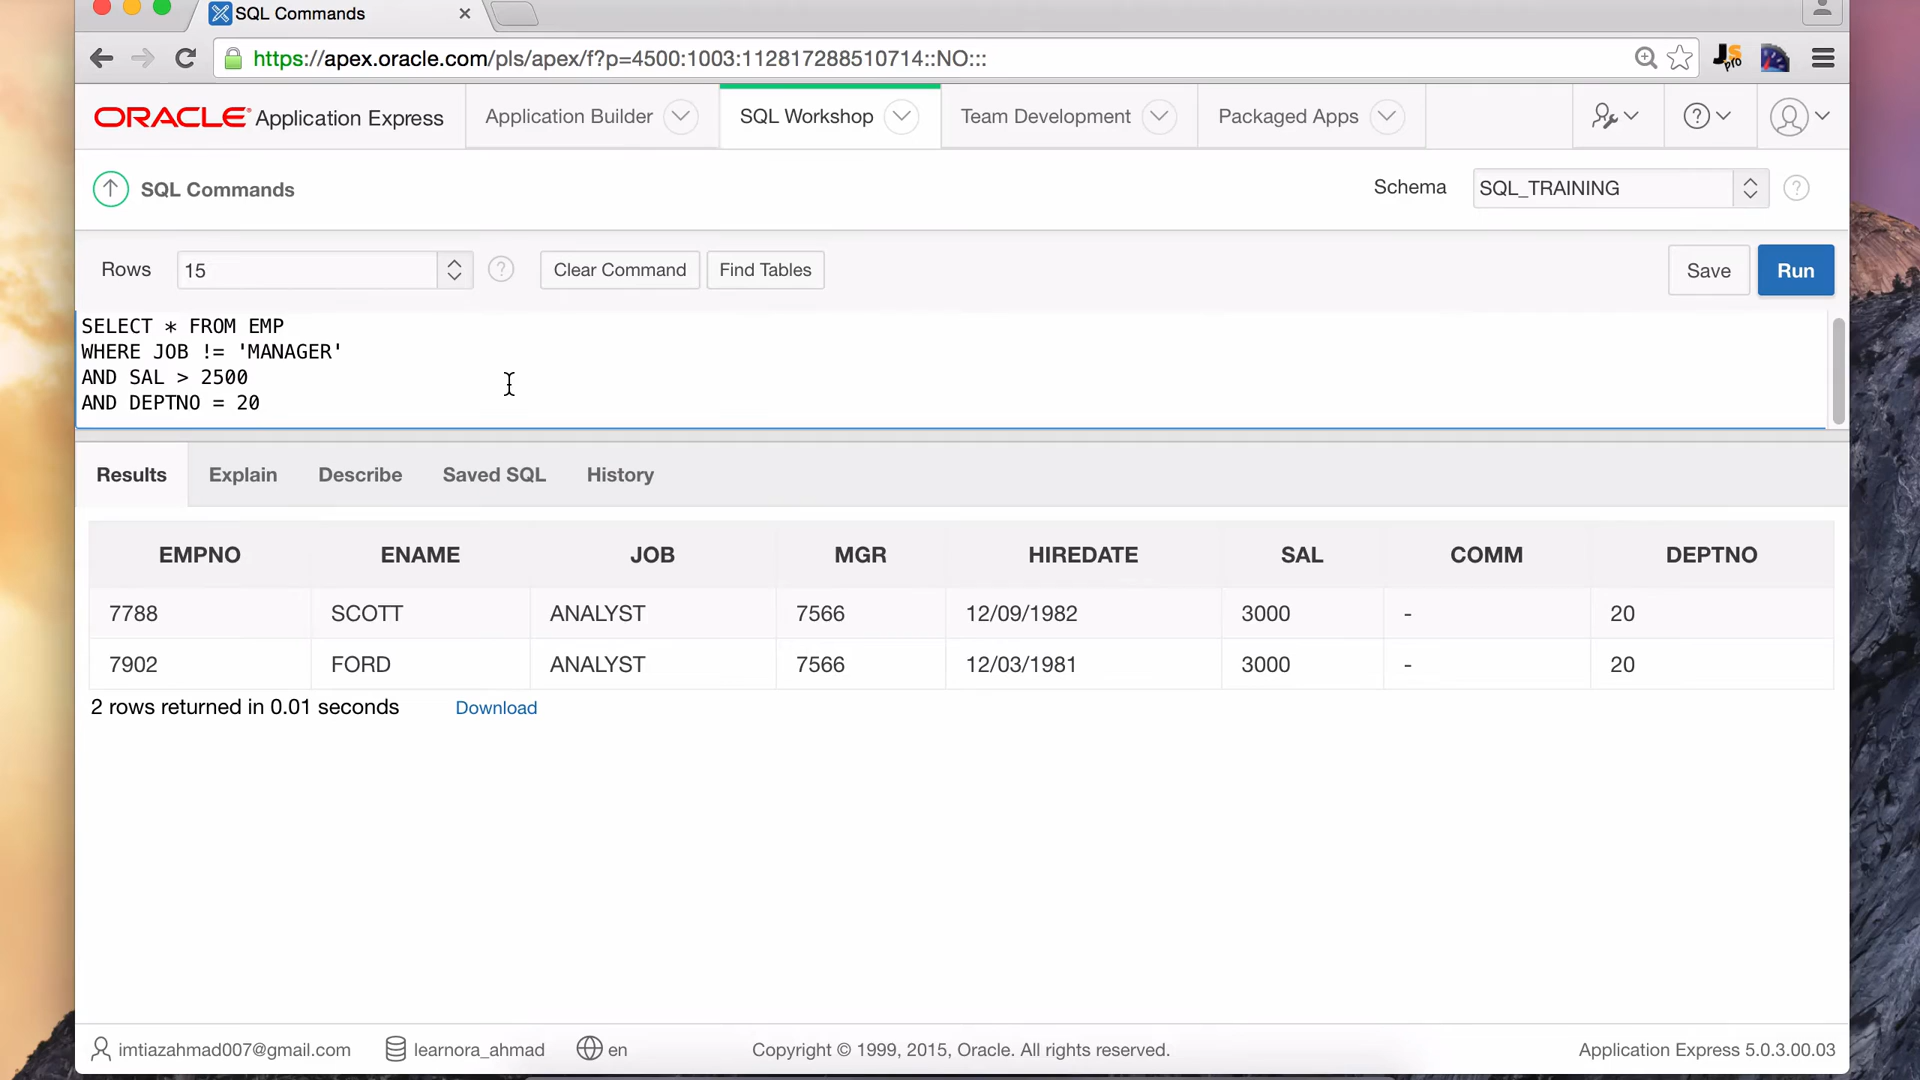 SQL Commands
https://apex.oracle.com/pls/apex/f?p=4500:1003:112817288510714::NO:::
JS pro
ORACLE Application Express
Application Builder
SQL Workshop
Team Development
Packaged Apps
SQL Commands
Schema
SQL_TRAINING
Rows
15
Clear Command
Find Tables
Save
Run
SELECT * FROM EMP
WHERE JOB != 'MANAGER'
AND SAL > 2500
AND DEPTNO = 20
Results Explain Describe Saved SQL History
EMPNO ENAME JOB MGR HIREDATE SAL COMM DEPTNO
7788 SCOTT ANALYST 7566 12/09/1982 3000 - 20
7902 FORD ANALYST 7566 12/03/1981 3000 - 20
2 rows returned in 0.01 seconds Download
imtiazahmad007@gmail.com learnora_ahmad en Copyright © 1999, 2015, Oracle. All rights reserved. Application Express 5.0.3.00.03